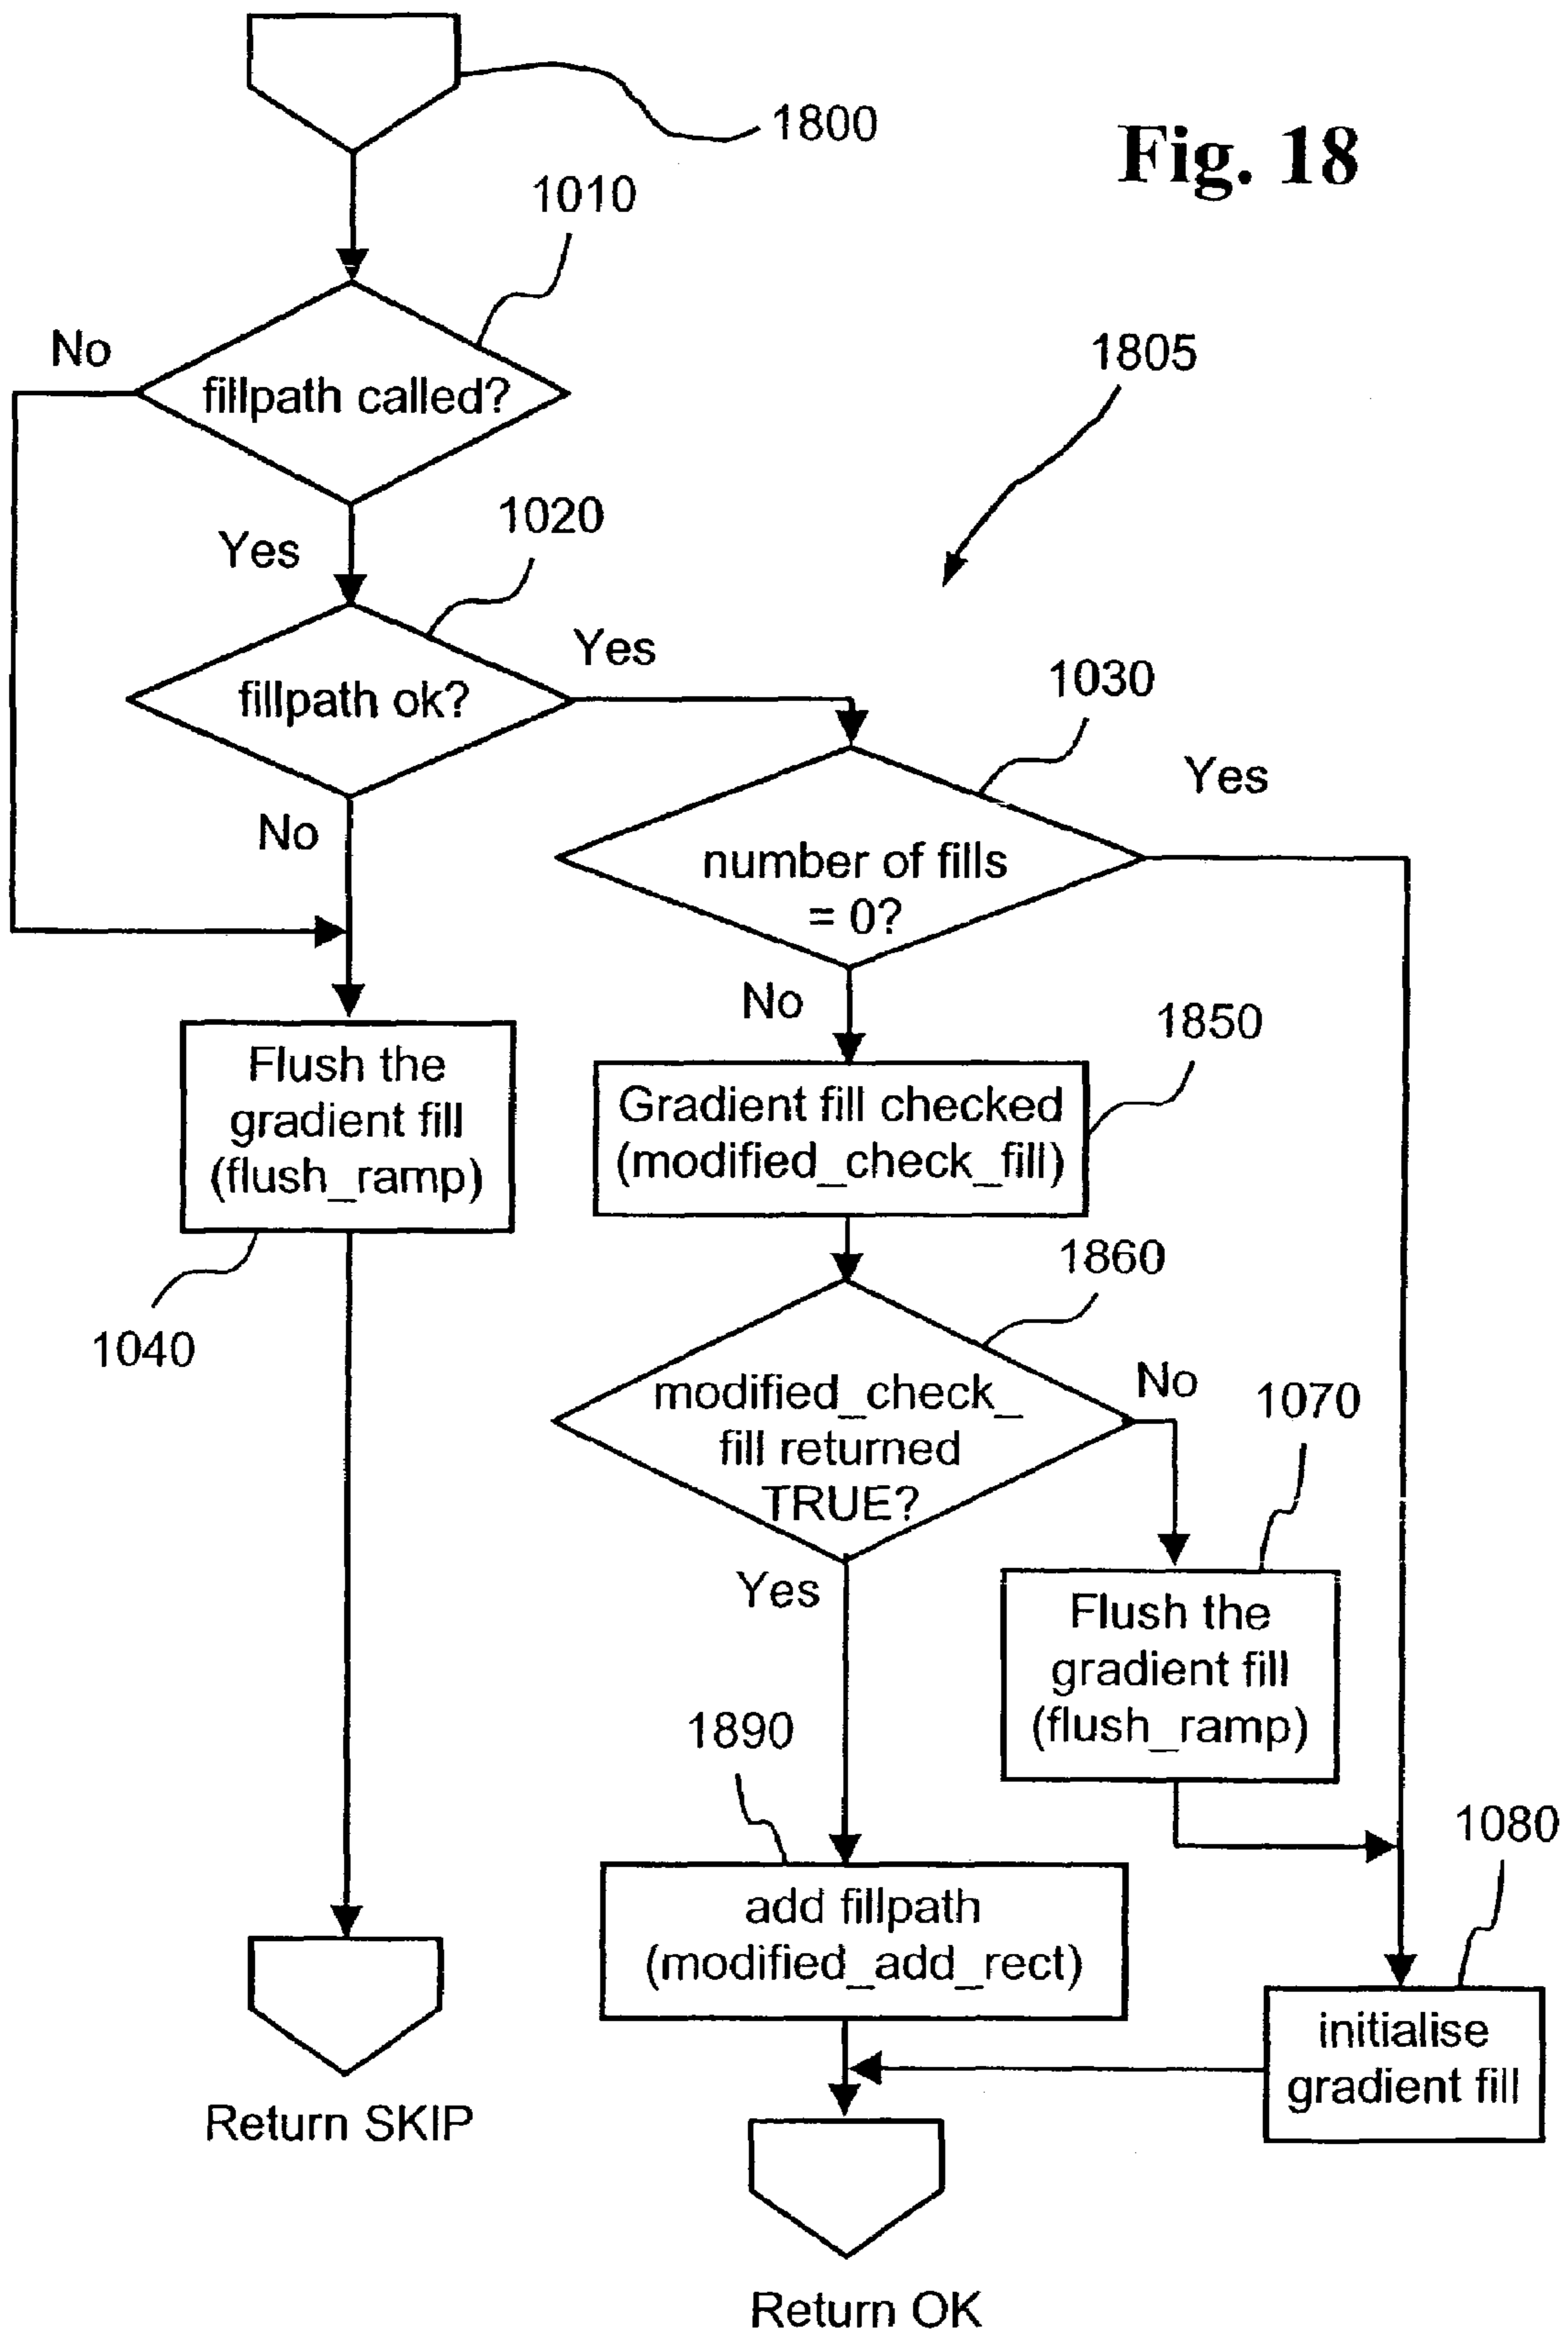 1800
Fig. 18
1010
No
1805
fillpath called?
1020
Yes
Yes
1030
fillpath ok?
Yes
No
number of fills
= 0?
No
1850
Flush the
gradient fill
(flush_ramp)
Gradient fill checked
(modified_check_fill)
1860
1040
No
1070
modified_check_
fill returned
TRUE?
Yes
Flush the
gradient fill
(flush_ramp)
1890
1080
add fillpath
(modified_add_rect)
initialise
gradient fill
Return SKIP
Return OK